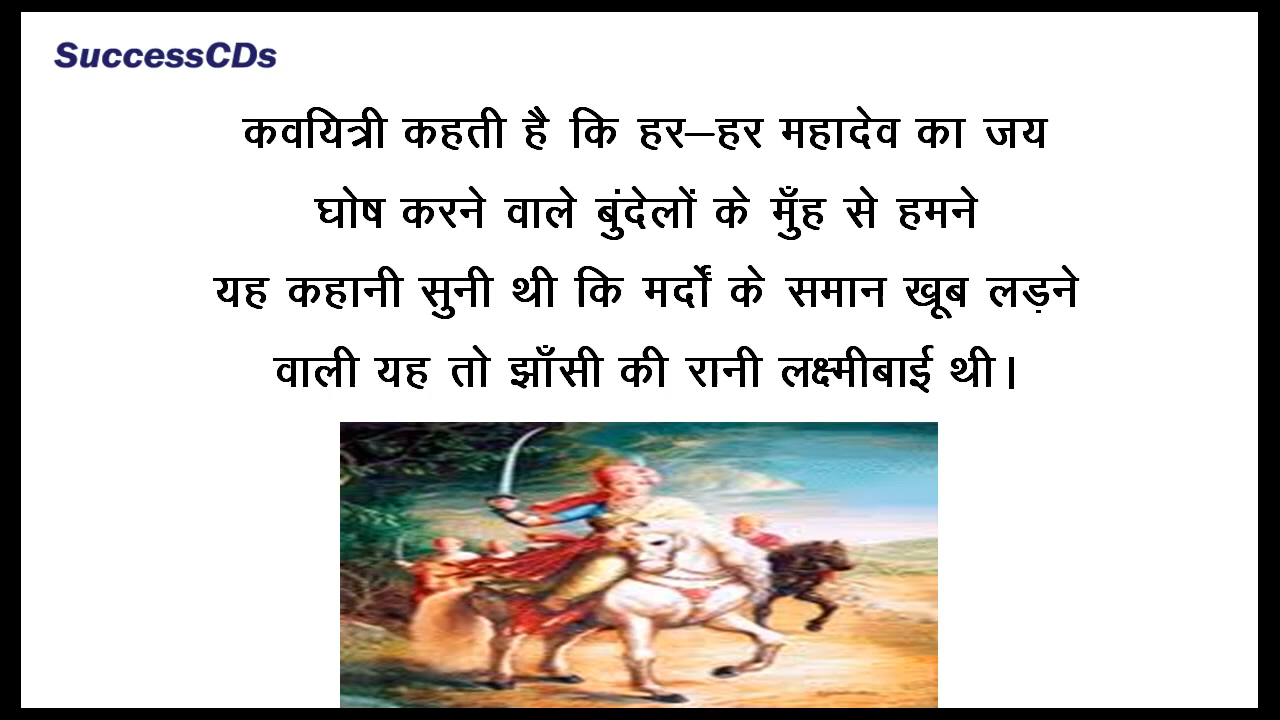 SuccessCDs
कवयित्री कहती है कि हर–हर महादेव का जय
घोष करने वाले बुंदेलों के मुँह से हमने
यह कहानी सुनी थी कि मर्दों के समान खूब लड़ने
वाली यह तो झाँसी की रानी लक्ष्मीबाई थी।